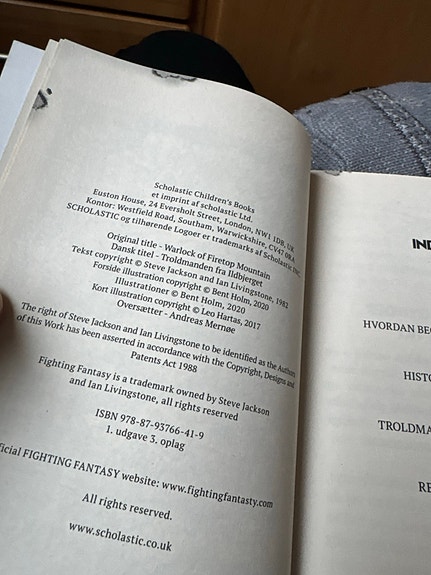 Scholastic Children's Books
et imprint af scholastic Ltd.
Euston House, 24 Eversholt Street, London, NW1 1DB, UK
Kontor: Westfield Road, Southam, Warwickshire, CV47 0RA
SCHOLASTIC og tilhørende Logoer er trademarks af Scholastic INC.
Original title - Warlock of Firetop Mountain
Dansk titel - Troldmanden fra Ildbjerget
Tekst copyright © Steve Jackson and Ian Livingstone, 1982
Forside illustration copyright © Bent Holm, 2020
Illustrationer © Bent Holm, 2020
Kort illustration copyright © Leo Hartas, 2017
Oversætter - Andreas Mernøe
The right of Steve Jackson and Ian Livingstone to be identified as the Authors
of this Work has been asserted in accordance with the Copyright, Designs and
Patents Act 1988
Fighting Fantasy is a trademark owned by Steve Jackson
and Ian Livingstone, all rights reserved
ISBN 978-87-93766-41-9
1. udgave 3. oplag
FIGHTING FANTASY website: www.fightingfantasty.com
All rights reserved.
www.scholastic.co.uk
HVORDAN